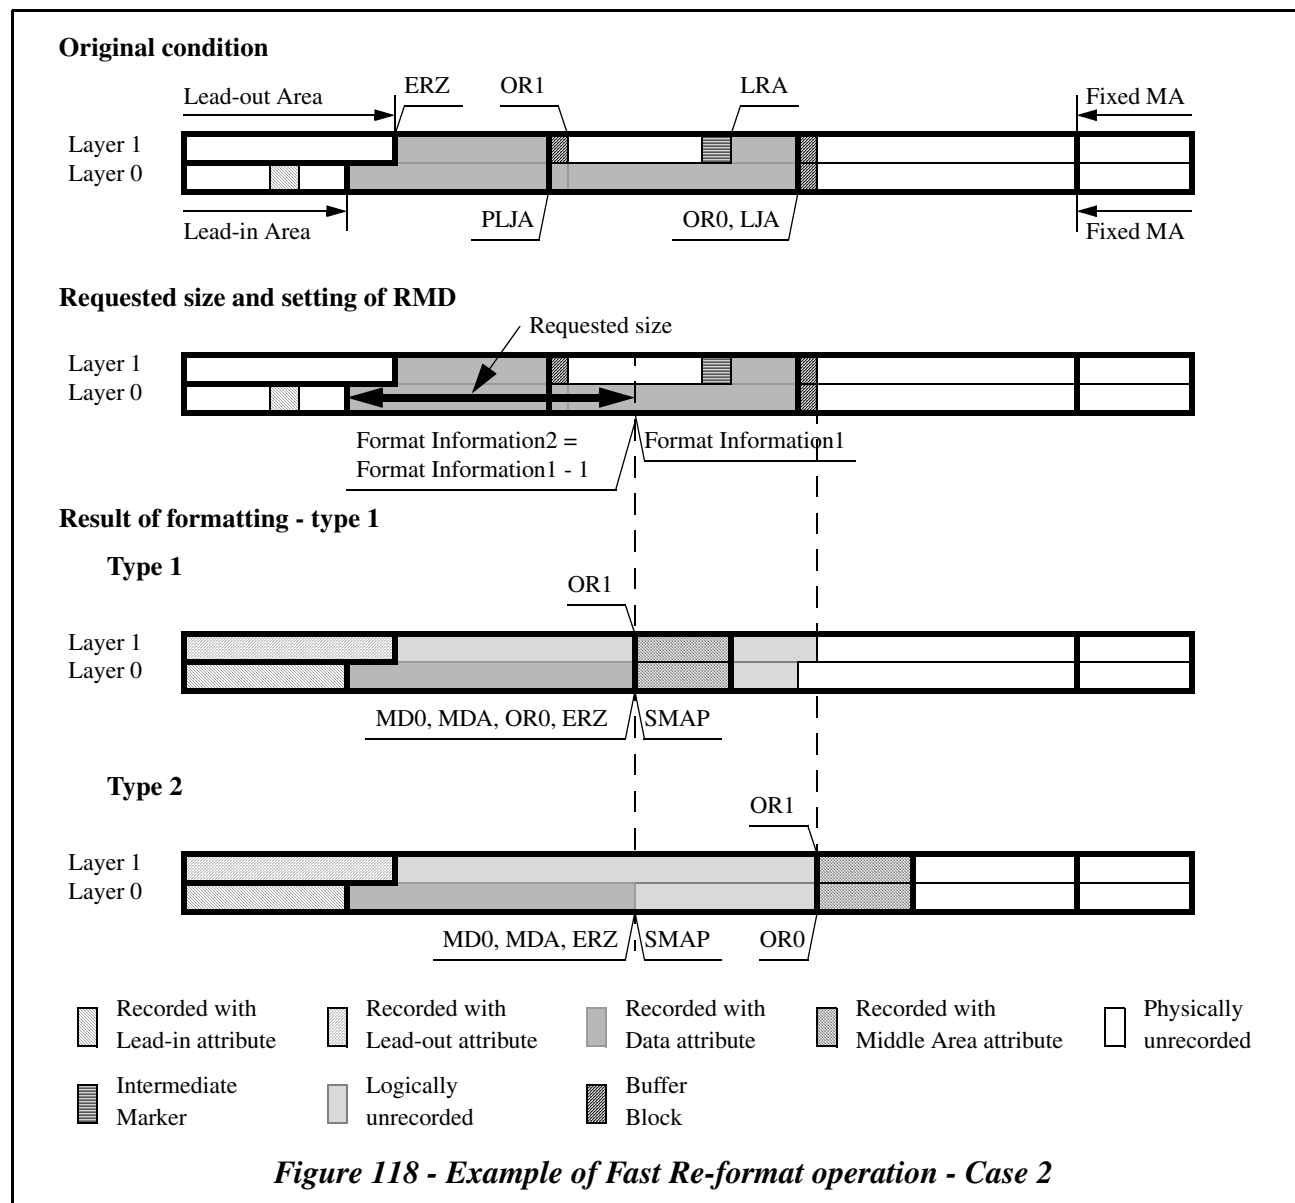 Original condition
ERZ
OR1
LRA
Lead-out Area
Fixed MA
Layer 1
Layer 0
PLJA
OR0, LJA
Lead-in Area
Fixed MA
Requested size and setting of RMD
Requested size
Layer 1
Layer 0
Format Information2 =
Format Information1 - 1
Format Information1
Result of formatting - type 1
Type 1
OR1
Layer 1
Layer 0
MD0, MDA, OR0, ERZ
SMAP
Type 2
OR1
Layer 1
Layer 0
MD0, MDA, ERZ
SMAP
OR0
Recorded with
Lead-in attribute
Recorded with
Lead-out attribute
Recorded with
Data attribute
Recorded with
Middle Area attribute
Physically
unrecorded
Intermediate
Marker
Logically
unrecorded
Buffer
Block
Figure 118 - Example of Fast Re-format operation - Case 2